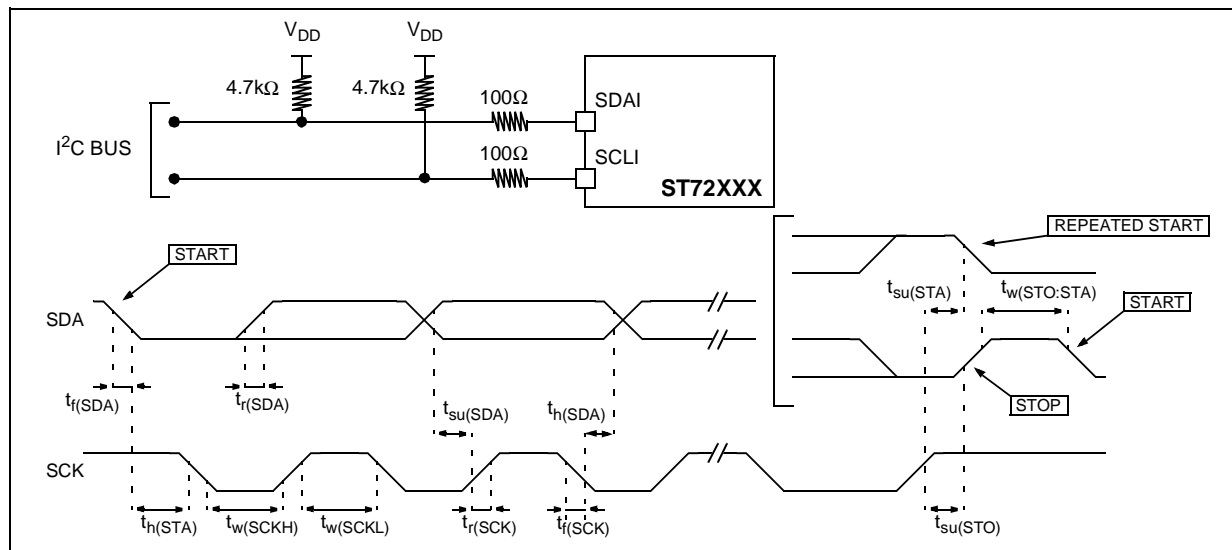 V_DD V_DD
4.7kΩ 4.7kΩ
100Ω SDAI
I²C BUS
100Ω SCLI
ST72XXX
REPEATED START
START
t_su(STA) t_w(STO:STA) START
SDA
t_f(SDA) t_r(SDA) t_su(SDA) t_h(SDA) STOP
SCK
t_h(STA) t_w(SCKH) t_w(SCKL) t_r(SCK) t_f(SCK) t_su(STO)